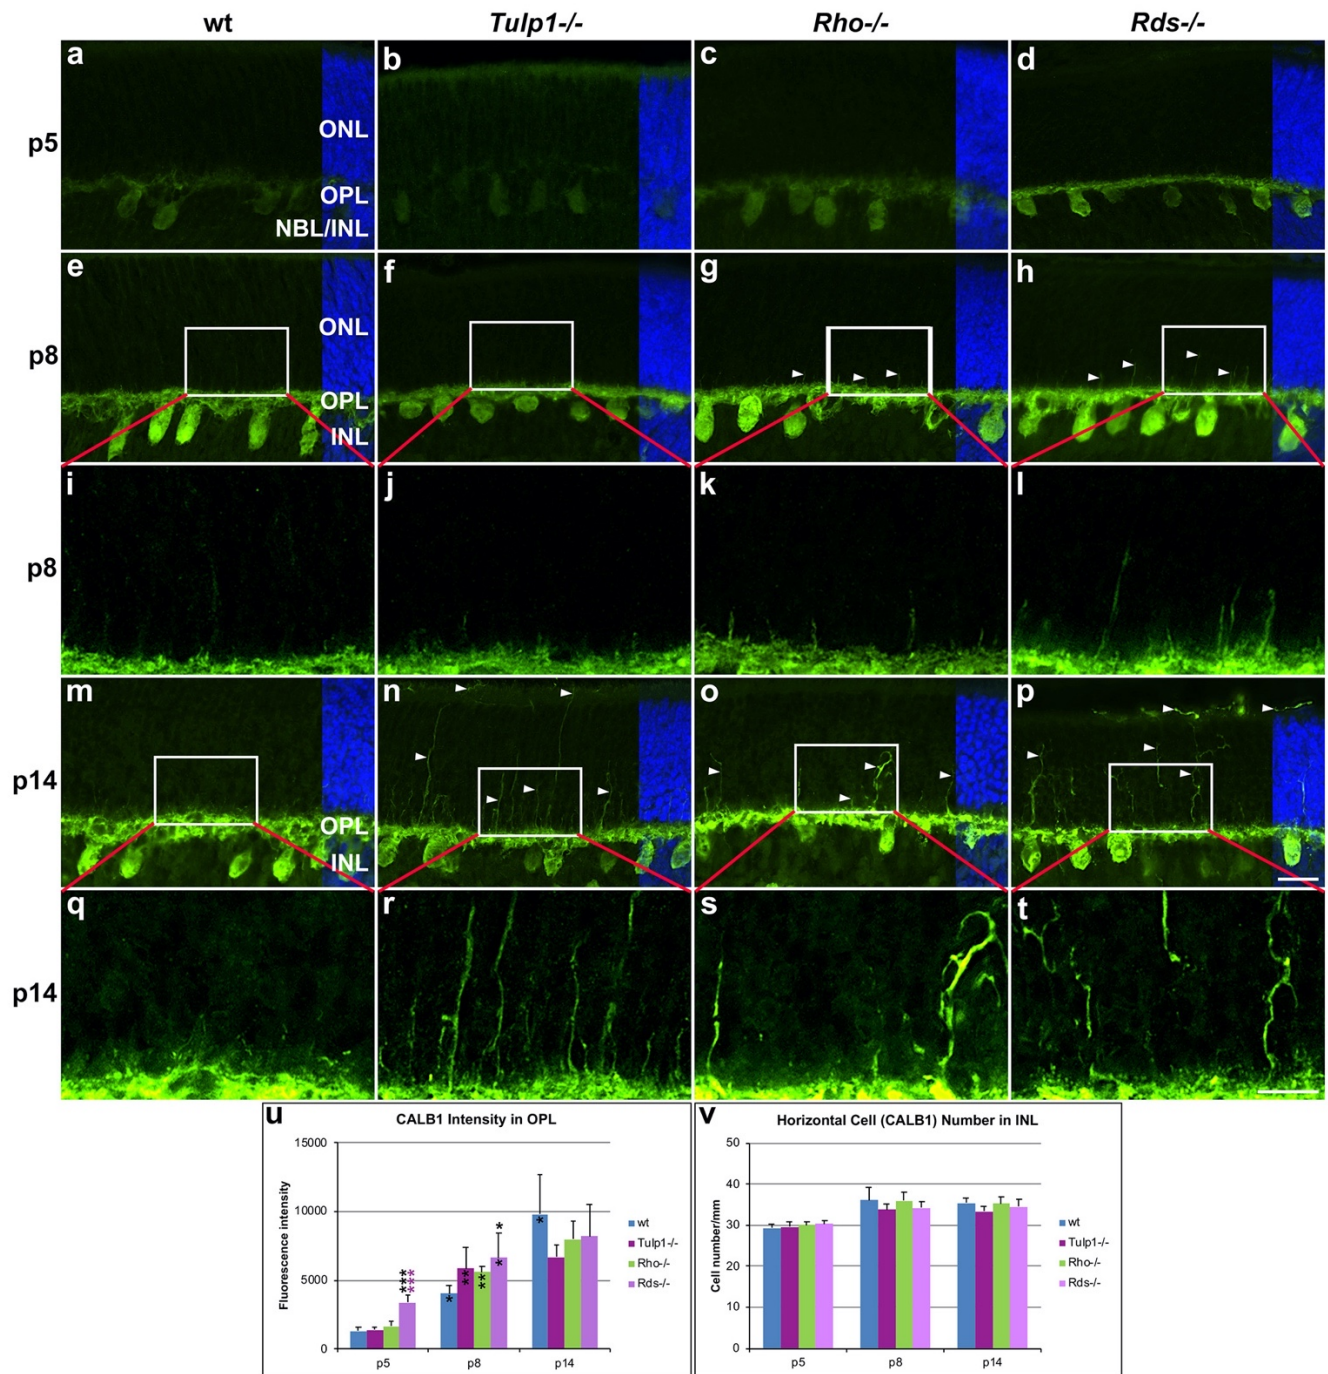 wt Tulp1-/- Rho-/- Rds-/-
a b c d
p5
ONL
OPL
NBL/INL
e f g h
p8
ONL
OPL
INL
i j k l
p8
m n o p
p14
OPL
INL
q r s t
p14
u
CALB1 Intensity in OPL
Fluorescence intensity
15000
10000
5000
0
***
***
*
**
**
*
*
*
p5 p8 p14
wt
Tulp1-/-
Rho-/-
Rds-/-
v
Horizontal Cell (CALB1) Number in INL
Cell number/mm
50
40
30
20
10
0
p5 p8 p14
wt
Tulp1-/-
Rho-/-
Rds-/-